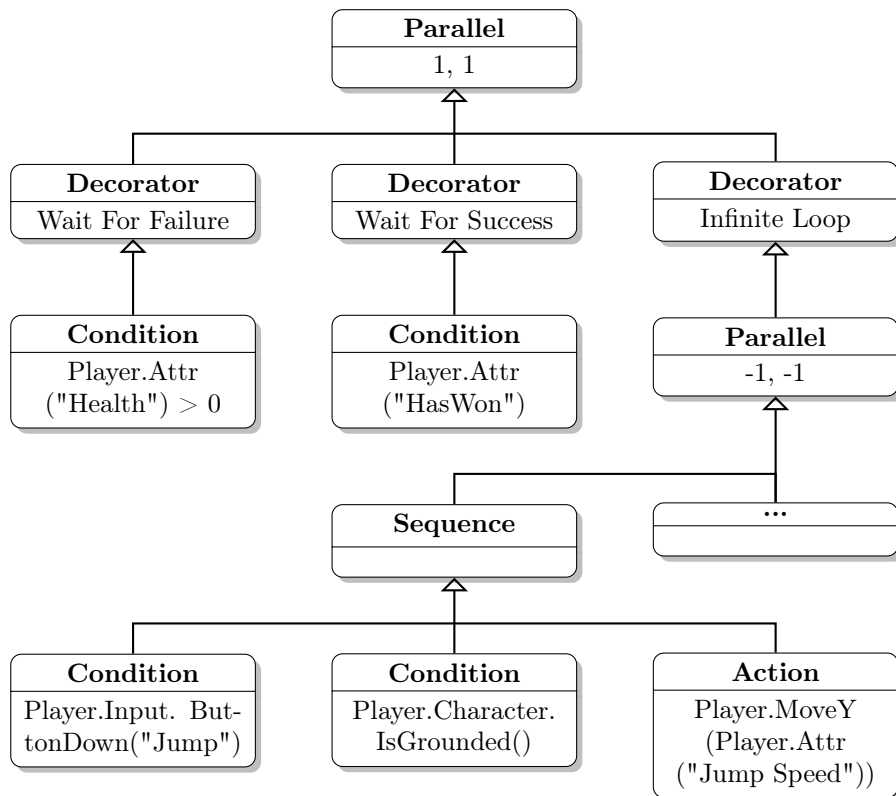 Parallel
1, 1
Decorator
Wait For Failure
Decorator
Wait For Success
Decorator
Infinite Loop
Condition
Player.Attr
("Health") > 0
Condition
Player.Attr
("HasWon")
Parallel
-1, -1
Sequence
...
Condition
Player.Input. But-
tonDown("Jump")
Condition
Player.Character.
IsGrounded()
Action
Player.MoveY
(Player.Attr
("Jump Speed"))